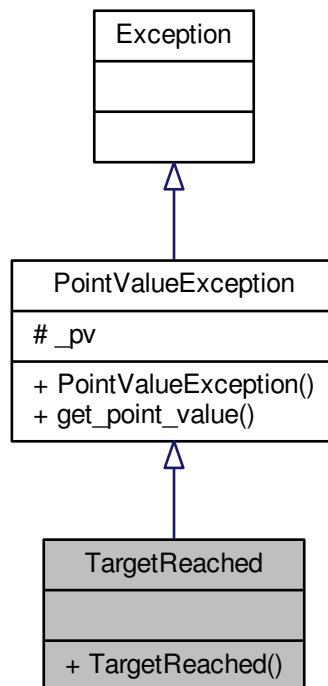 Exception
PointValueException
# _pv
+ PointValueException()
+ get_point_value()
TargetReached
+ TargetReached()